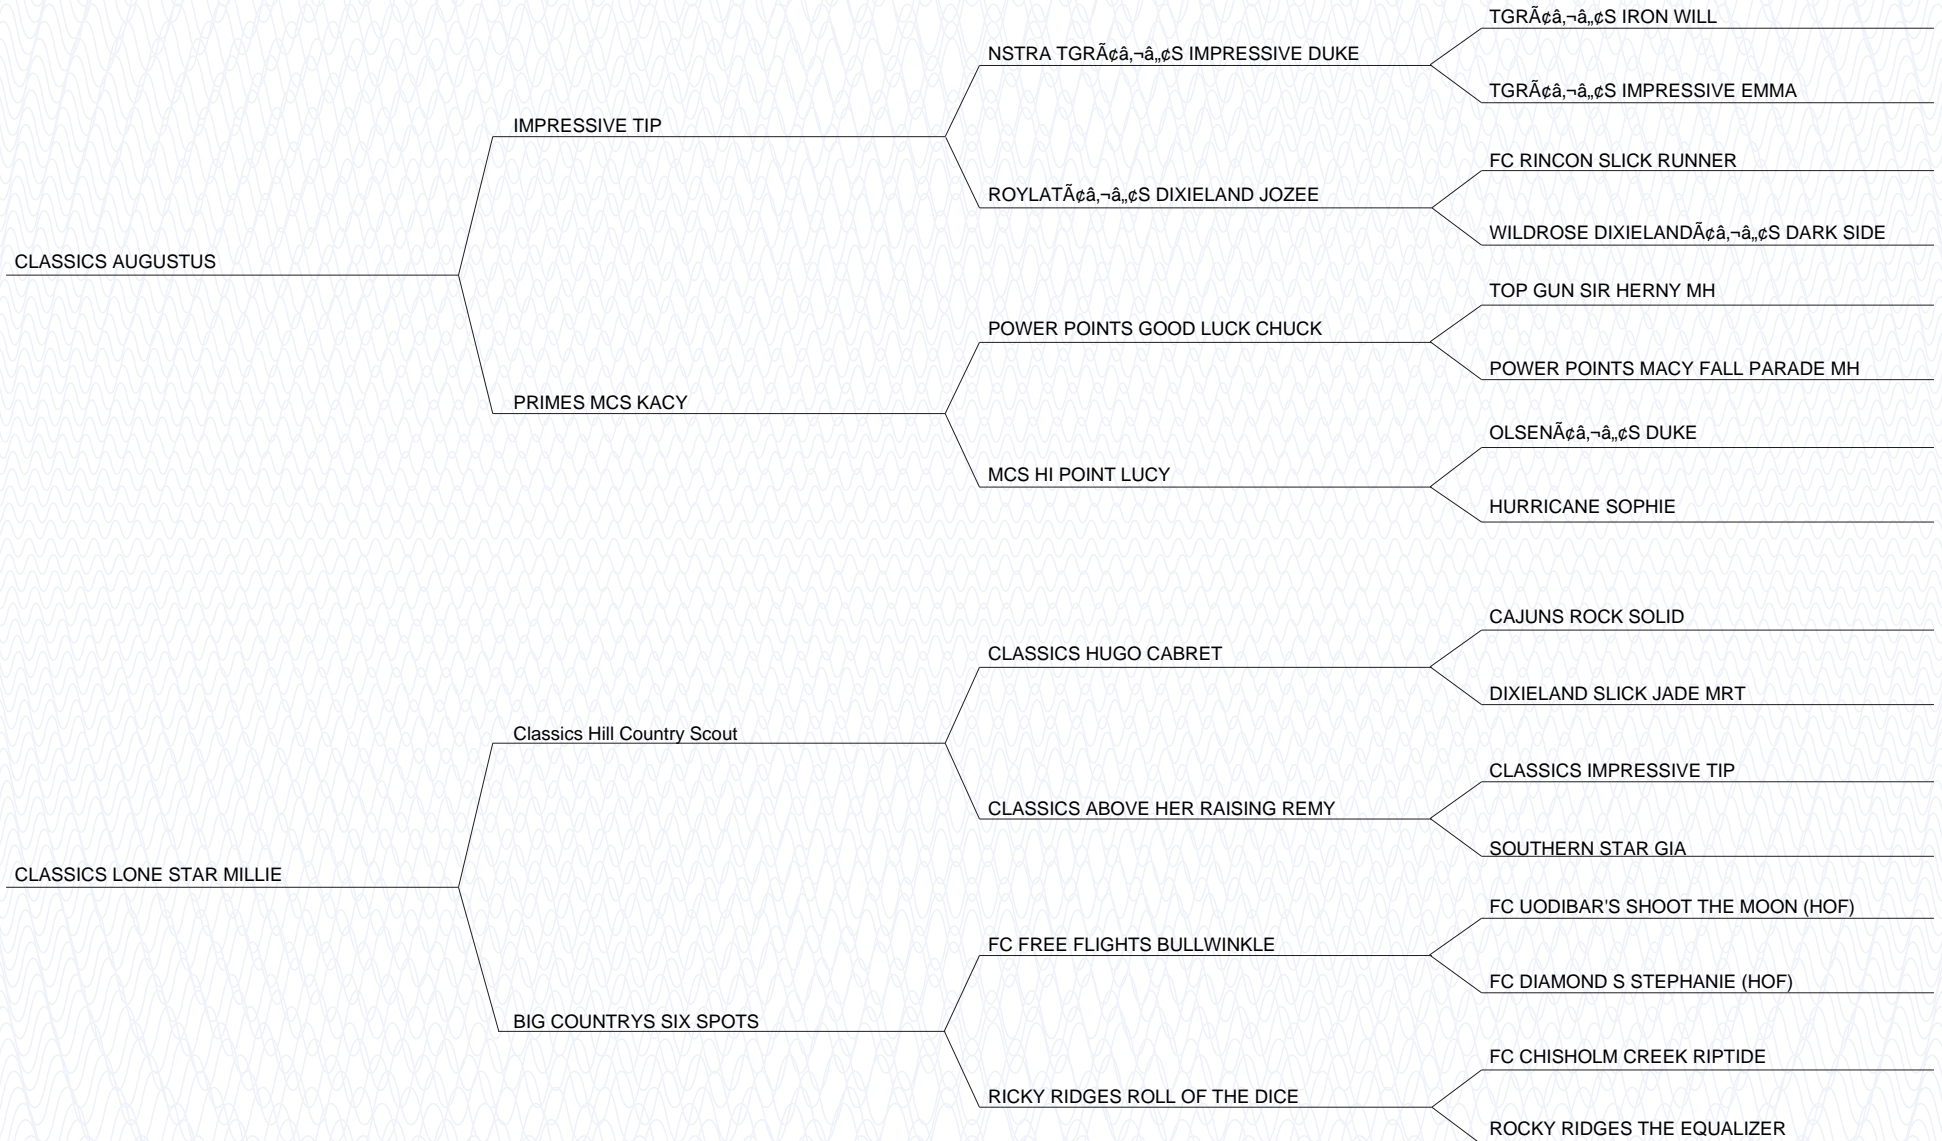 TGRÃ¢â‚¬â„¢S IRON WILL
NSTRA TGRÃ¢â‚¬â„¢S IMPRESSIVE DUKE
TGRÃ¢â‚¬â„¢S IMPRESSIVE EMMA
IMPRESSIVE TIP
FC RINCON SLICK RUNNER
ROYLATÃ¢â‚¬â„¢S DIXIELAND JOZEE
WILDROSE DIXIELANDÃ¢â‚¬â„¢S DARK SIDE
CLASSICS AUGUSTUS
TOP GUN SIR HERNY MH
POWER POINTS GOOD LUCK CHUCK
POWER POINTS MACY FALL PARADE MH
PRIMES MCS KACY
OLSENÃ¢â‚¬â„¢S DUKE
MCS HI POINT LUCY
HURRICANE SOPHIE
CAJUNS ROCK SOLID
CLASSICS HUGO CABRET
DIXIELAND SLICK JADE MRT
Classics Hill Country Scout
CLASSICS IMPRESSIVE TIP
CLASSICS ABOVE HER RAISING REMY
SOUTHERN STAR GIA
CLASSICS LONE STAR MILLIE
FC UODIBAR'S SHOOT THE MOON (HOF)
FC FREE FLIGHTS BULLWINKLE
FC DIAMOND S STEPHANIE (HOF)
BIG COUNTRYS SIX SPOTS
FC CHISHOLM CREEK RIPTIDE
RICKY RIDGES ROLL OF THE DICE
ROCKY RIDGES THE EQUALIZER